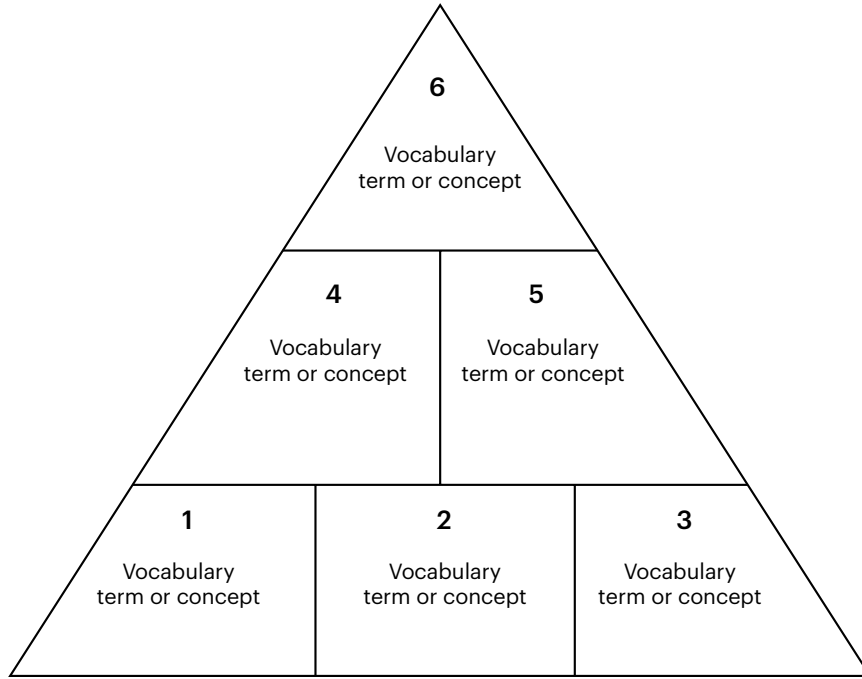 6
Vocabulary
term or concept
4
Vocabulary
term or concept
5
Vocabulary
term or concept
1
Vocabulary
term or concept
2
Vocabulary
term or concept
3
Vocabulary
term or concept